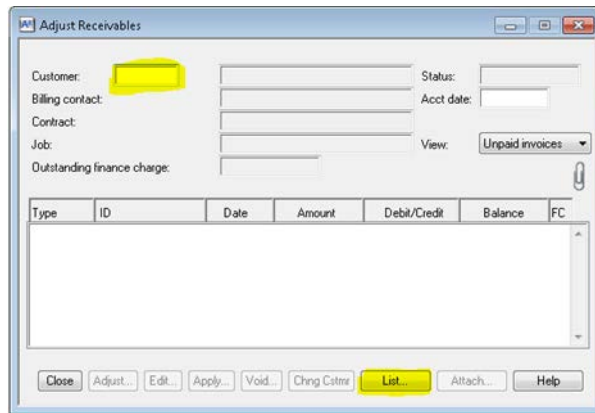 Adjust Receivables
Customer: Status:
Billing contact: Acct date:
Contract:
Job: View: Unpaid invoices
Outstanding finance charge:
Type ID Date Amount Debit/Credit Balance FC
Close Adjust... Edit... Apply... Void... Chng Cstmr List... Attach... Help